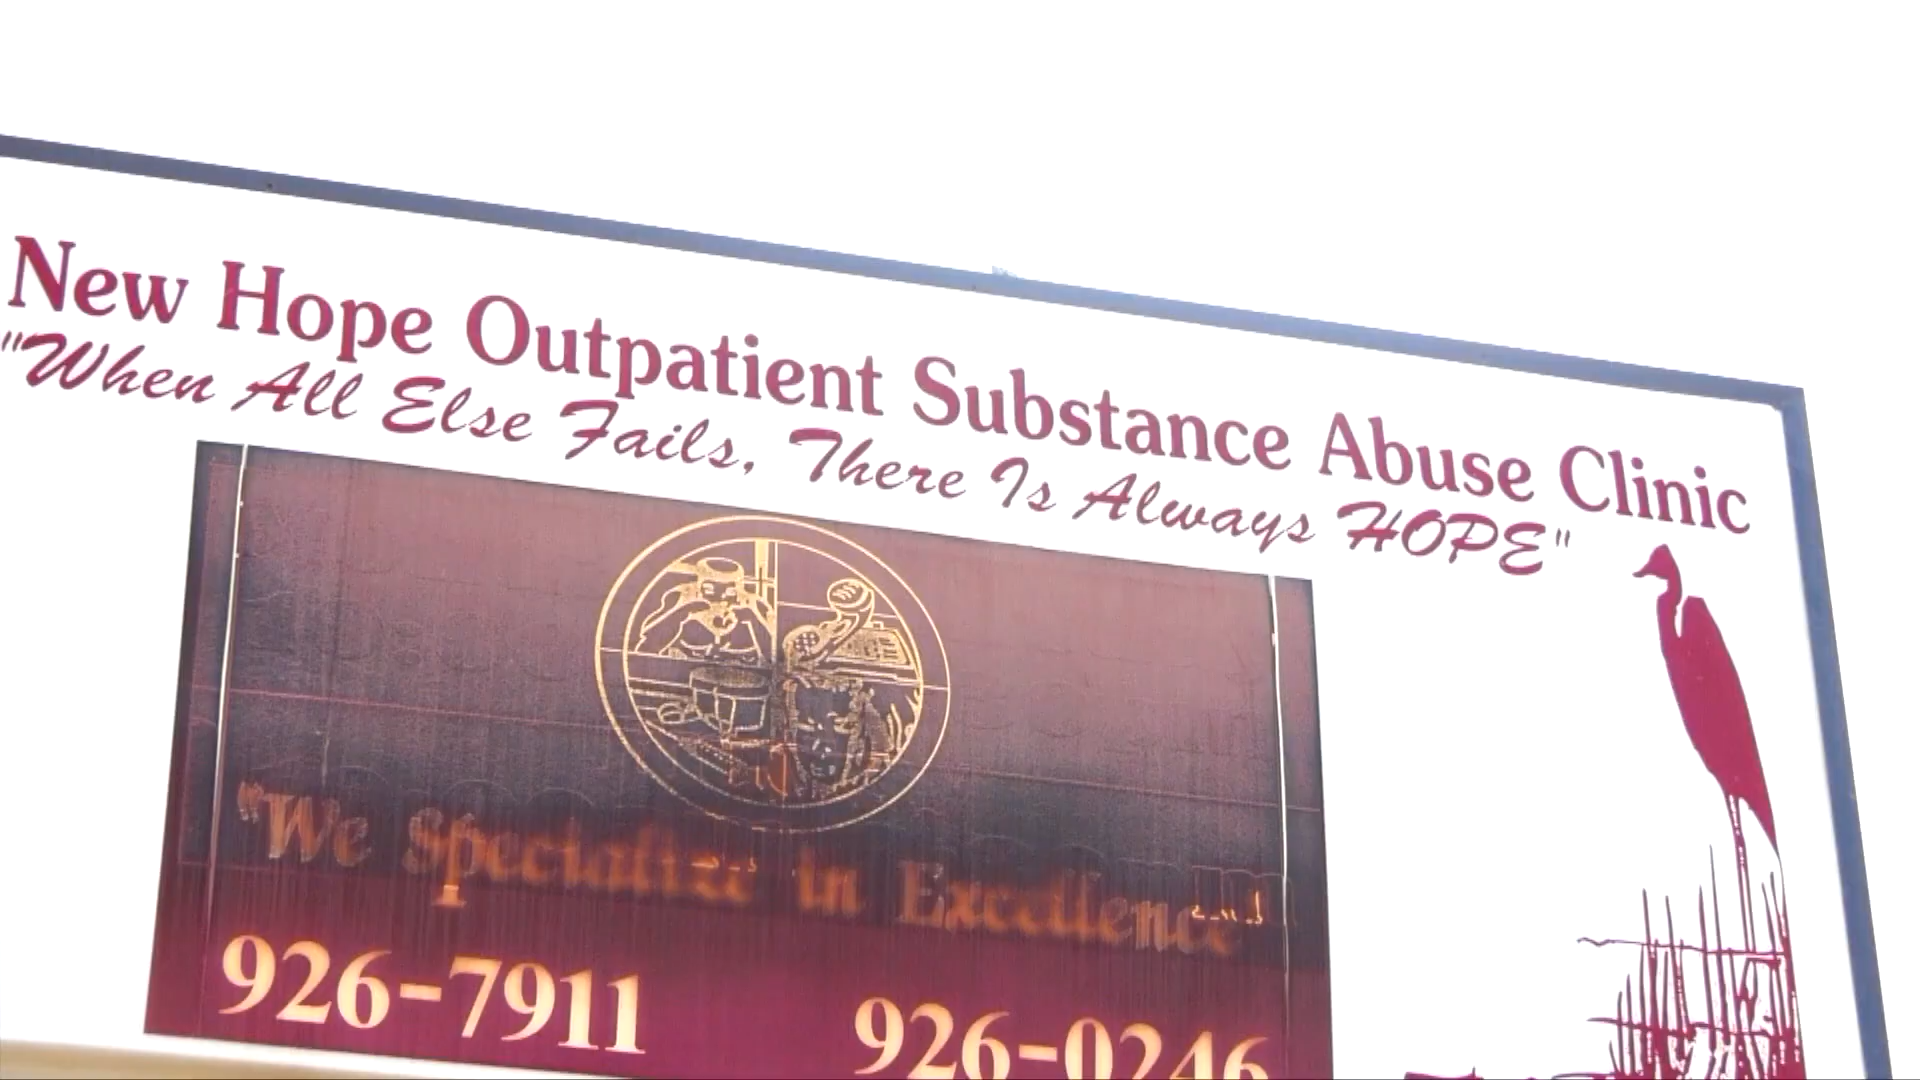 New Hope Outpatient Substance Abuse Clinic
"When All Else Fails, There Is Always HOPE"
"We Specialize in Excellence"
926-7911 926-0246